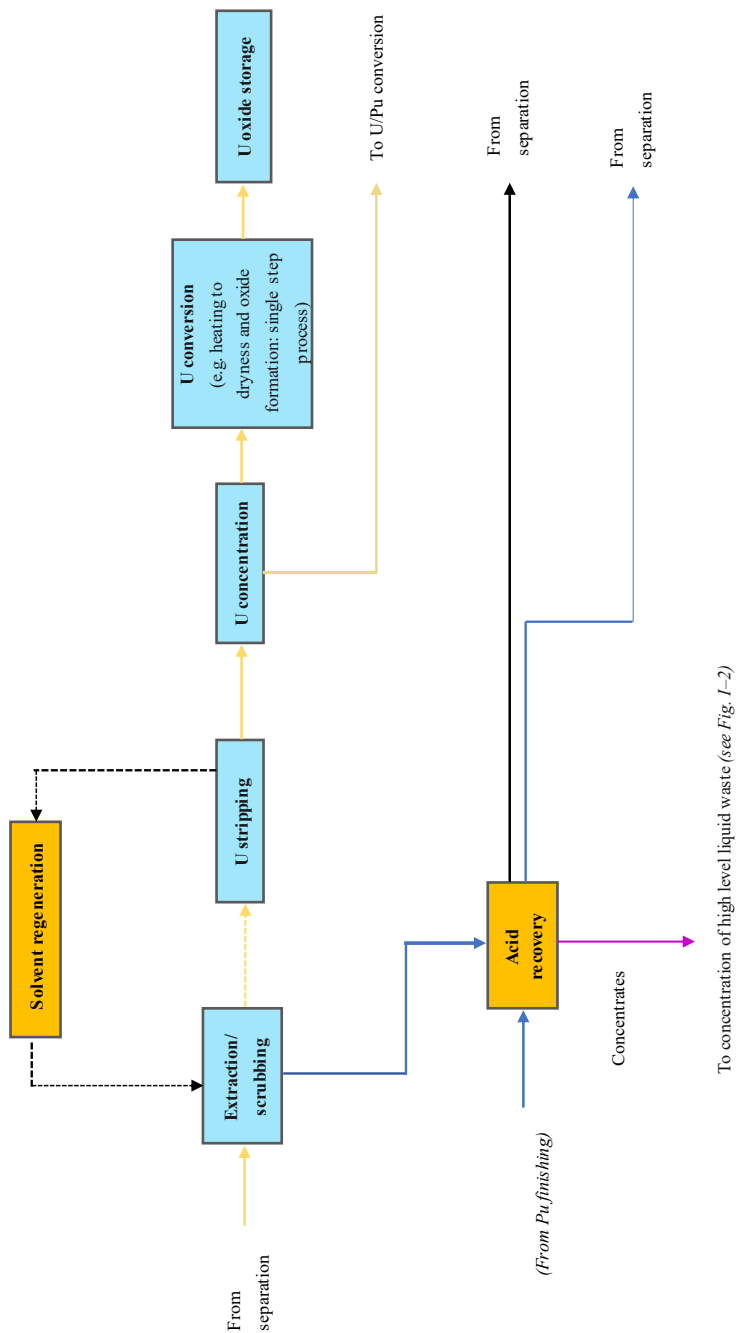 Solvent regeneration
From
separation
Extraction/
scrubbing
U stripping
U concentration
U conversion
(e.g. heating to
dryness and oxide
formation: single step
process)
U oxide storage
To U/Pu conversion
(From Pu finishing)
Acid
recovery
From
separation
From
separation
Concentrates
To concentration of high level liquid waste (see Fig. I–2)